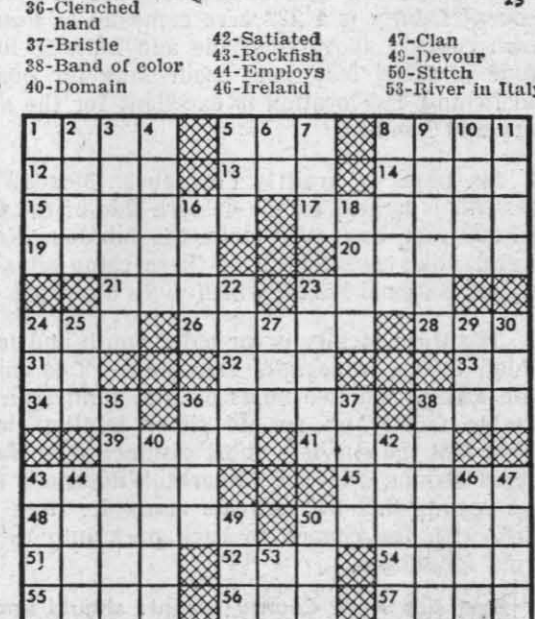 36-Clenched
hand
37-Bristle
38-Band of color
40-Domain
42-Satiated
43-Rockfish
44-Employs
46-Ireland
47-Clan
49-Devour
50-Stitch
53-River in Italy
1 2 3 4 5 6 7 8 9 10 11
12 13 14
15 16 17 18
19 20
21 22 23
24 25 26 27 28 29 30
31 32 33
34 35 36 37 38
39 40 41 42
43 44 45 46 47
48 49 50
51 52 53 54
55 56 57